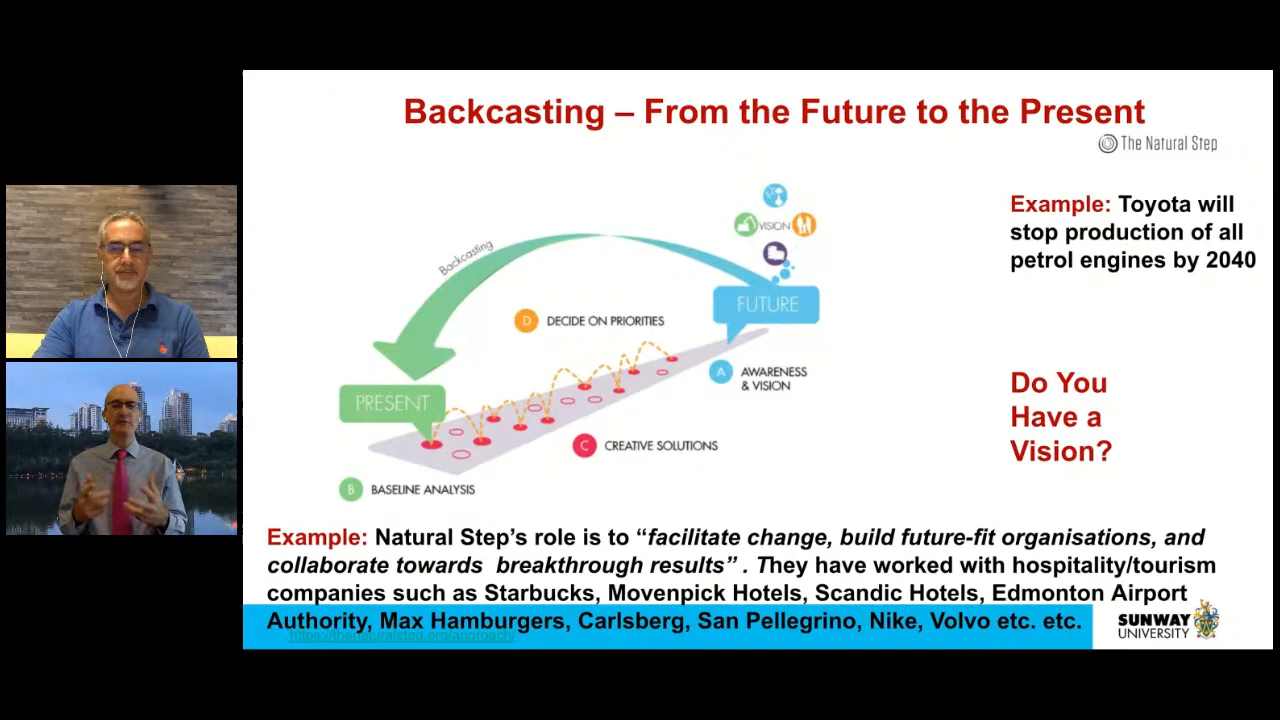 Backcasting – From the Future to the Present
The Natural Step
Example: Toyota will
stop production of all
petrol engines by 2040
VISION
Backcasting
FUTURE
D DECIDE ON PRIORITIES
A AWARENESS
& VISION
PRESENT
Do You
Have a
Vision?
C CREATIVE SOLUTIONS
B BASELINE ANALYSIS
Example: Natural Step’s role is to “facilitate change, build future-fit organisations, and
collaborate towards breakthrough results” . They have worked with hospitality/tourism
companies such as Starbucks, Movenpick Hotels, Scandic Hotels, Edmonton Airport
Authority, Max Hamburgers, Carlsberg, San Pellegrino, Nike, Volvo etc. etc.
https://thenaturalstep.org/approach/
SUNWAY
UNIVERSITY